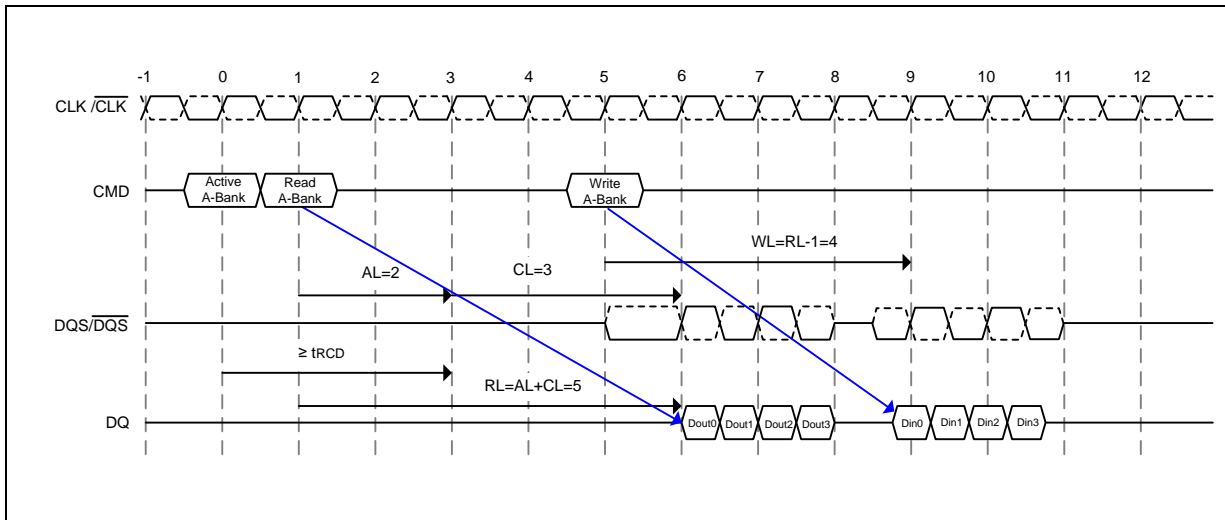 -1 0 1 2 3 4 5 6 7 8 9 10 11 12
CLK /CLK
CMD
Active
A-Bank
Read
A-Bank
Write
A-Bank
WL=RL-1=4
AL=2
CL=3
DQS/DQS
≥ tRCD
RL=AL+CL=5
DQ
Dout0 Dout1 Dout2 Dout3
Din0 Din1 Din2 Din3